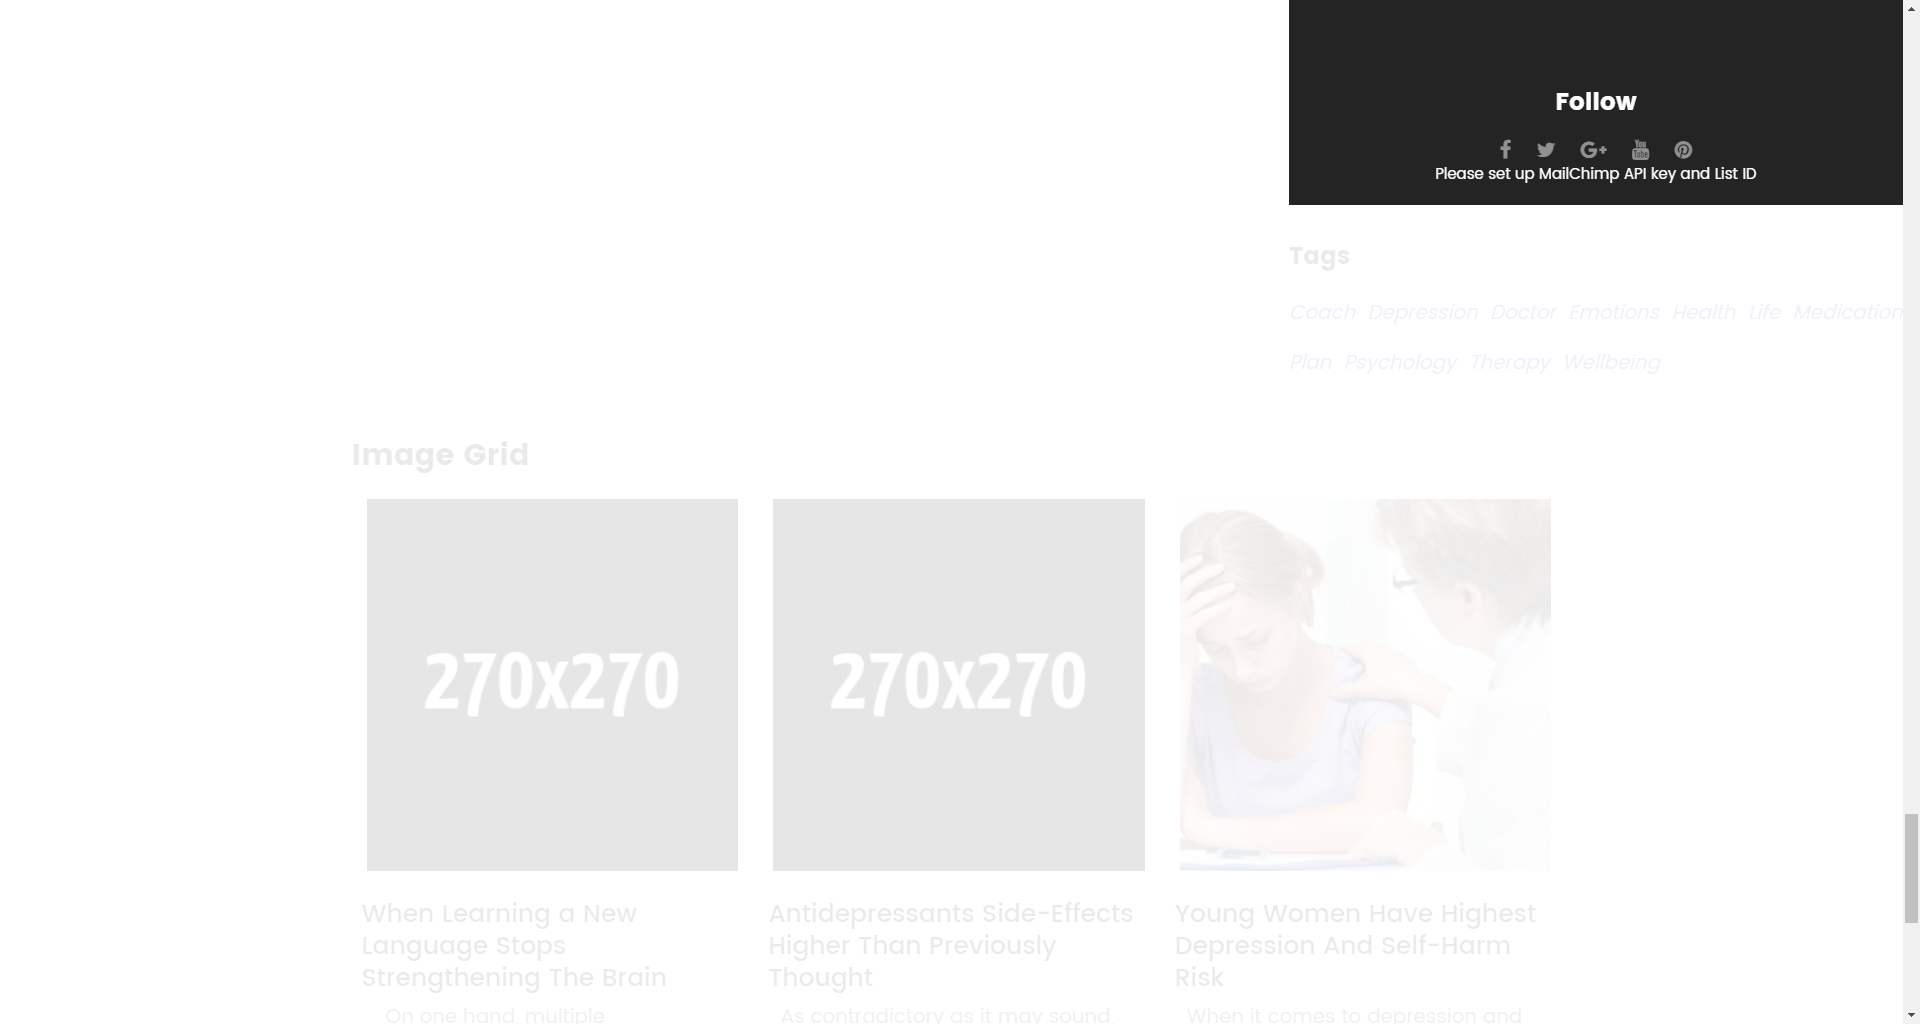 Follow
Please set up MailChimp API key and List ID
Tags
Coach Depression Doctor Emotions Health Life Medication
Plan Psychology Therapy Wellbeing
Image Grid
270x270
270x270
When Learning a New
Language Stops
Strengthening The Brain
On one hand, multiple
Antidepressants Side-Effects
Higher Than Previously
Thought
As contradictory as it may sound,
Young Women Have Highest
Depression And Self-Harm
Risk
When it comes to depression and